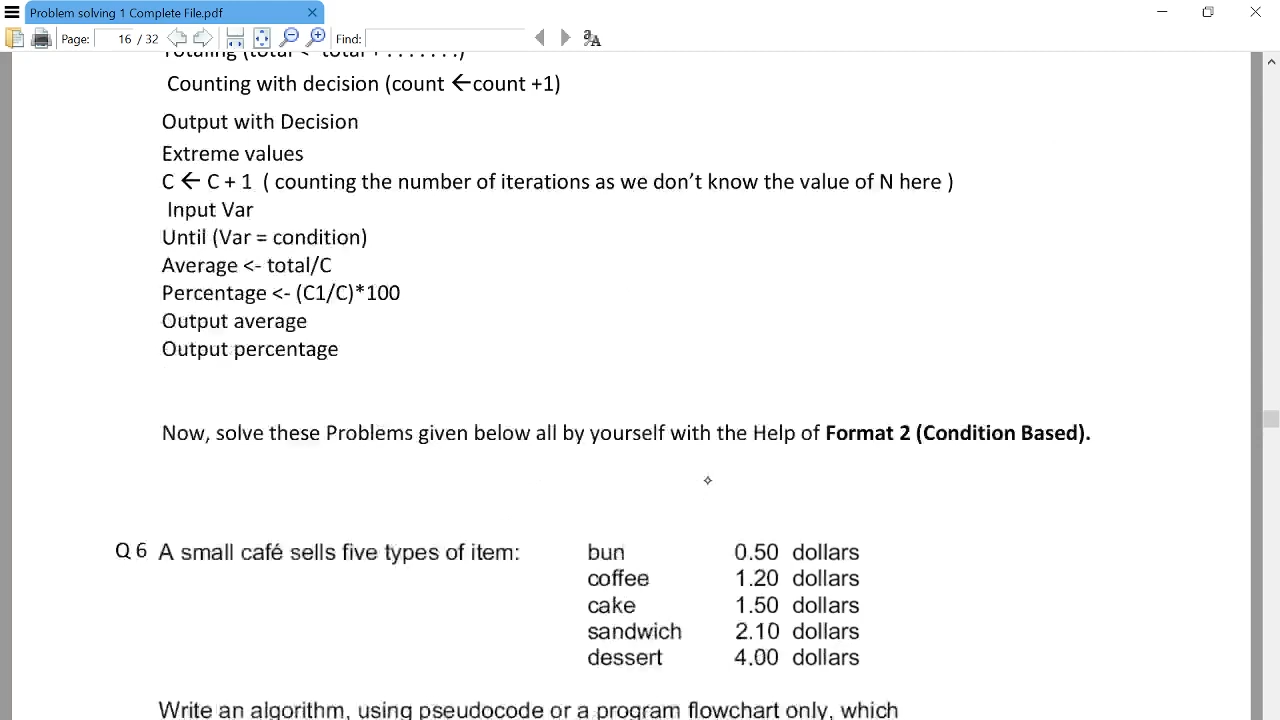 Problem solving 1 Complete File.pdf
Page: 16 / 32 Find:
Totaling (total <- total + . . . . . . .)
Counting with decision (count 🡨count +1)
Output with Decision
Extreme values
C 🡨 C + 1 ( counting the number of iterations as we don't know the value of N here )
Input Var
Until (Var = condition)
Average <- total/C
Percentage <- (C1/C)*100
Output average
Output percentage
Now, solve these Problems given below all by yourself with the Help of Format 2 (Condition Based).
Q 6 A small café sells five types of item: bun 0.50 dollars
coffee 1.20 dollars
cake 1.50 dollars
sandwich 2.10 dollars
dessert 4.00 dollars
Write an algorithm, using pseudocode or a program flowchart only, which